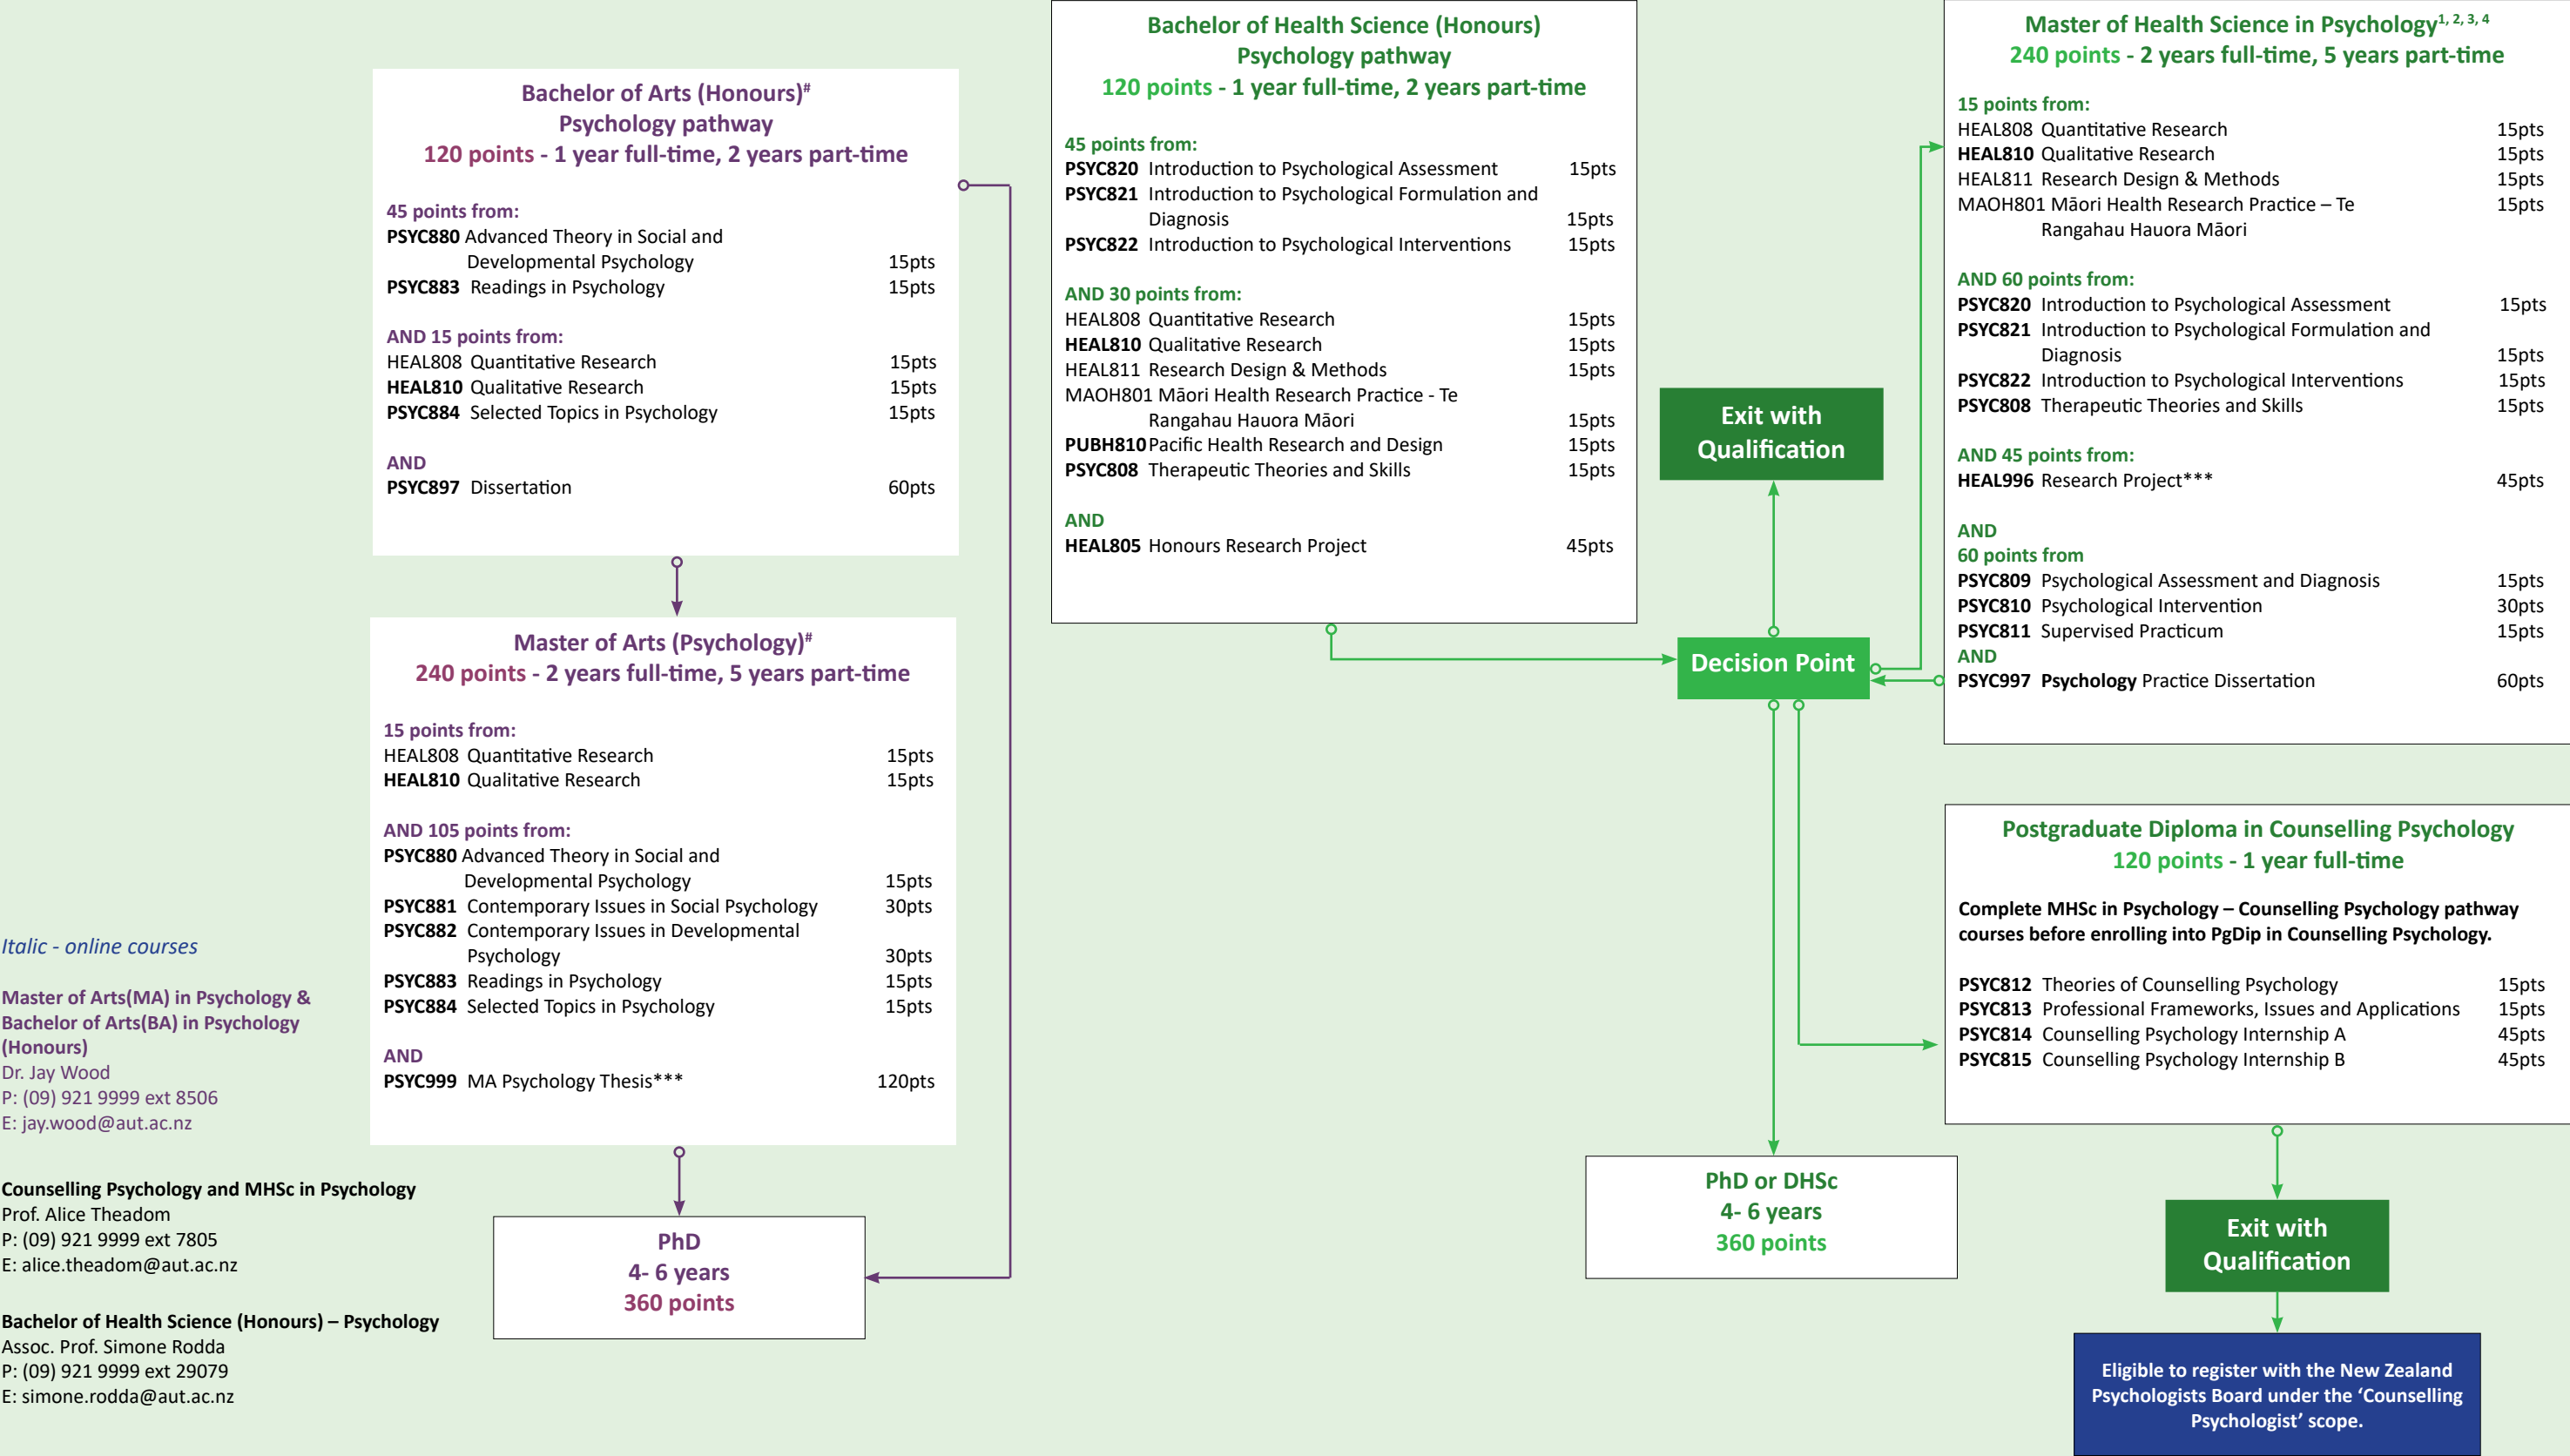 Bachelor of Arts (Honours)#
Psychology pathway
120 points - 1 year full-time, 2 years part-time
45 points from:
PSYC880 Advanced Theory in Social and
Developmental Psychology 15pts
PSYC883 Readings in Psychology 15pts
AND 15 points from:
HEAL808 Quantitative Research 15pts
HEAL810 Qualitative Research 15pts
PSYC884 Selected Topics in Psychology 15pts
AND
PSYC897 Dissertation 60pts
Master of Arts (Psychology)#
240 points - 2 years full-time, 5 years part-time
15 points from:
HEAL808 Quantitative Research 15pts
HEAL810 Qualitative Research 15pts
AND 105 points from:
PSYC880 Advanced Theory in Social and
Developmental Psychology 15pts
PSYC881 Contemporary Issues in Social Psychology 30pts
PSYC882 Contemporary Issues in Developmental
Psychology 30pts
PSYC883 Readings in Psychology 15pts
PSYC884 Selected Topics in Psychology 15pts
AND
PSYC999 MA Psychology Thesis*** 120pts
PhD
4- 6 years
360 points
Italic - online courses
Master of Arts(MA) in Psychology &
Bachelor of Arts(BA) in Psychology
(Honours)
Dr. Jay Wood
P: (09) 921 9999 ext 8506
E: jay.wood@aut.ac.nz
Counselling Psychology and MHSc in Psychology
Prof. Alice Theadom
P: (09) 921 9999 ext 7805
E: alice.theadom@aut.ac.nz
Bachelor of Health Science (Honours) – Psychology
Assoc. Prof. Simone Rodda
P: (09) 921 9999 ext 29079
E: simone.rodda@aut.ac.nz
Bachelor of Health Science (Honours)
Psychology pathway
120 points - 1 year full-time, 2 years part-time
45 points from:
PSYC820 Introduction to Psychological Assessment 15pts
PSYC821 Introduction to Psychological Formulation and
Diagnosis 15pts
PSYC822 Introduction to Psychological Interventions 15pts
AND 30 points from:
HEAL808 Quantitative Research 15pts
HEAL810 Qualitative Research 15pts
HEAL811 Research Design & Methods 15pts
MAOH801 Māori Health Research Practice - Te
Rangahau Hauora Māori 15pts
PUBH810 Pacific Health Research and Design 15pts
PSYC808 Therapeutic Theories and Skills 15pts
AND
HEAL805 Honours Research Project 45pts
Exit with
Qualification
Decision Point
PhD or DHSc
4- 6 years
360 points
Master of Health Science in Psychology1, 2, 3, 4
240 points - 2 years full-time, 5 years part-time
15 points from:
HEAL808 Quantitative Research 15pts
HEAL810 Qualitative Research 15pts
HEAL811 Research Design & Methods 15pts
MAOH801 Māori Health Research Practice – Te 15pts
Rangahau Hauora Māori
AND 60 points from:
PSYC820 Introduction to Psychological Assessment 15pts
PSYC821 Introduction to Psychological Formulation and
Diagnosis 15pts
PSYC822 Introduction to Psychological Interventions 15pts
PSYC808 Therapeutic Theories and Skills 15pts
AND 45 points from:
HEAL996 Research Project*** 45pts
AND
60 points from
PSYC809 Psychological Assessment and Diagnosis 15pts
PSYC810 Psychological Intervention 30pts
PSYC811 Supervised Practicum 15pts
AND
PSYC997 Psychology Practice Dissertation 60pts
Postgraduate Diploma in Counselling Psychology
120 points - 1 year full-time
Complete MHSc in Psychology – Counselling Psychology pathway
courses before enrolling into PgDip in Counselling Psychology.
PSYC812 Theories of Counselling Psychology 15pts
PSYC813 Professional Frameworks, Issues and Applications 15pts
PSYC814 Counselling Psychology Internship A 45pts
PSYC815 Counselling Psychology Internship B 45pts
Exit with
Qualification
Eligible to register with the New Zealand
Psychologists Board under the ‘Counselling
Psychologist’ scope.